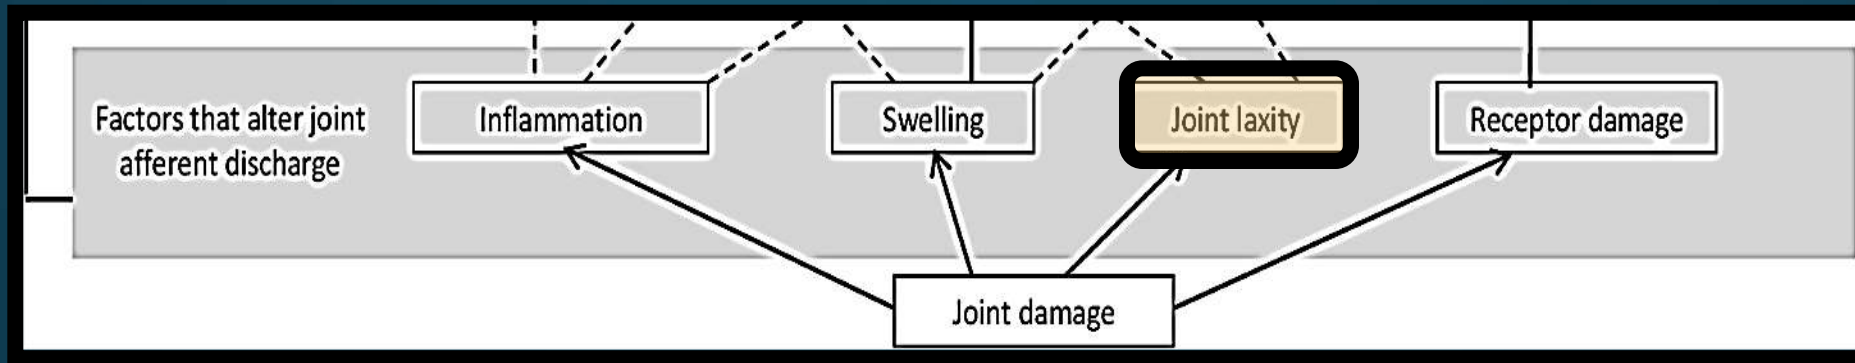 Factors that alter joint
afferent discharge
Inflammation
Swelling
Joint laxity
Receptor damage
Joint damage